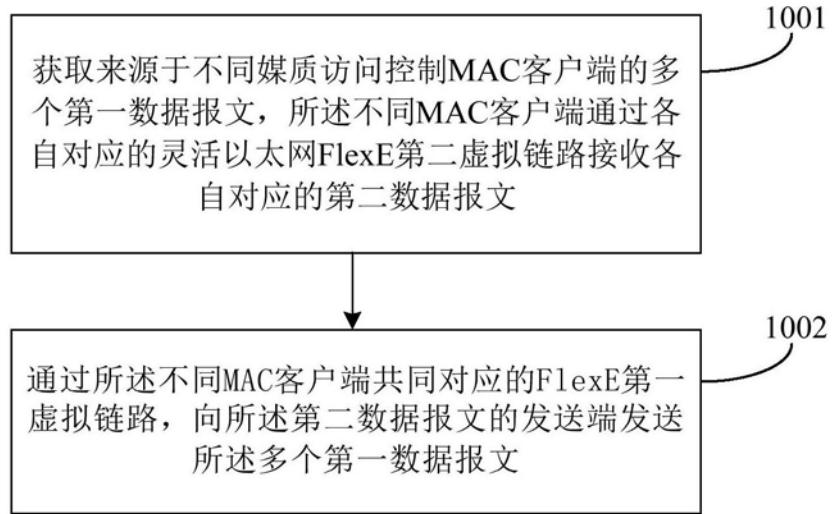 1001
获取来源于不同媒质访问控制MAC客户端的多
个第一数据报文，所述不同MAC客户端通过各
自对应的灵活以太网FlexE第二虚拟链路接收各
自对应的第二数据报文
1002
通过所述不同MAC客户端共同对应的FlexE第一
虚拟链路，向所述第二数据报文的发送端发送
所述多个第一数据报文